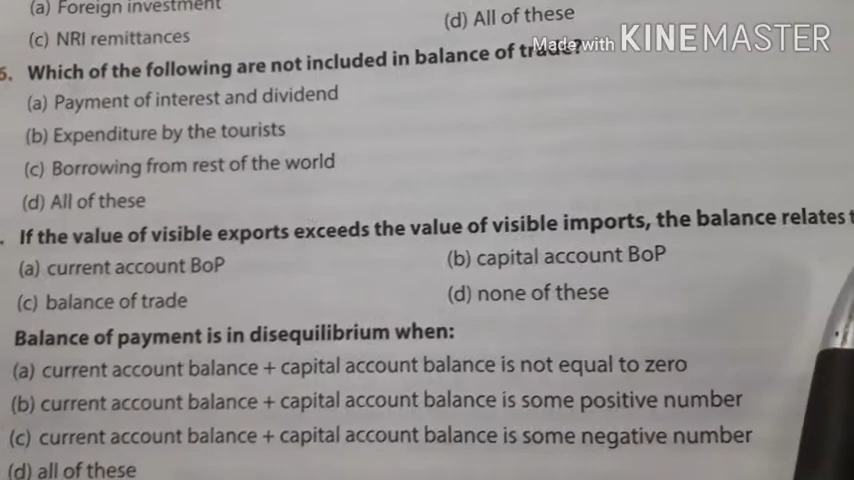 (a) Foreign investment
(d) All of these
(c) NRI remittances
Made with KINEMASTER
6. Which of the following are not included in balance of trade?
(a) Payment of interest and dividend
(b) Expenditure by the tourists
(c) Borrowing from rest of the world
(d) All of these
. If the value of visible exports exceeds the value of visible imports, the balance relates
(a) current account BoP
(b) capital account BoP
(c) balance of trade
(d) none of these
Balance of payment is in disequilibrium when:
(a) current account balance + capital account balance is not equal to zero
(b) current account balance + capital account balance is some positive number
(c) current account balance + capital account balance is some negative number
(d) all of these